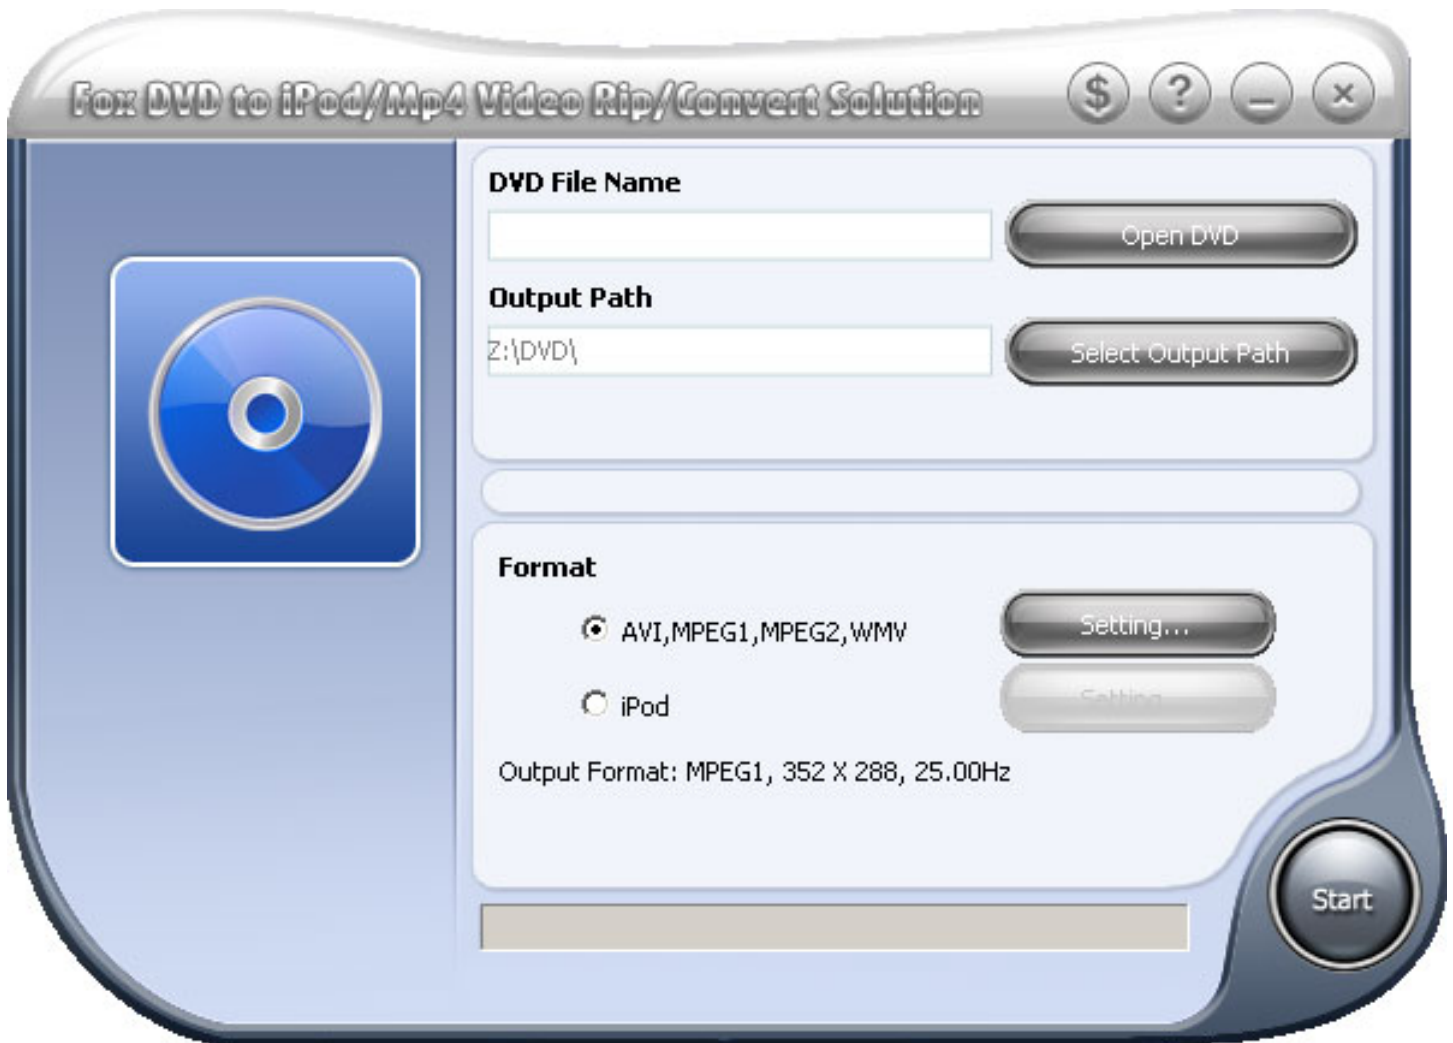 Fox DVD to iPod/Mp4 Video Rip/Convert Solution
$ ?
DVD File Name
Open DVD
Output Path
Z:\DVD\
Select Output Path
Format
AVI,MPEG1,MPEG2,WMV
Setting...
iPod
Setting...
Output Format: MPEG1, 352 X 288, 25.00Hz
Start